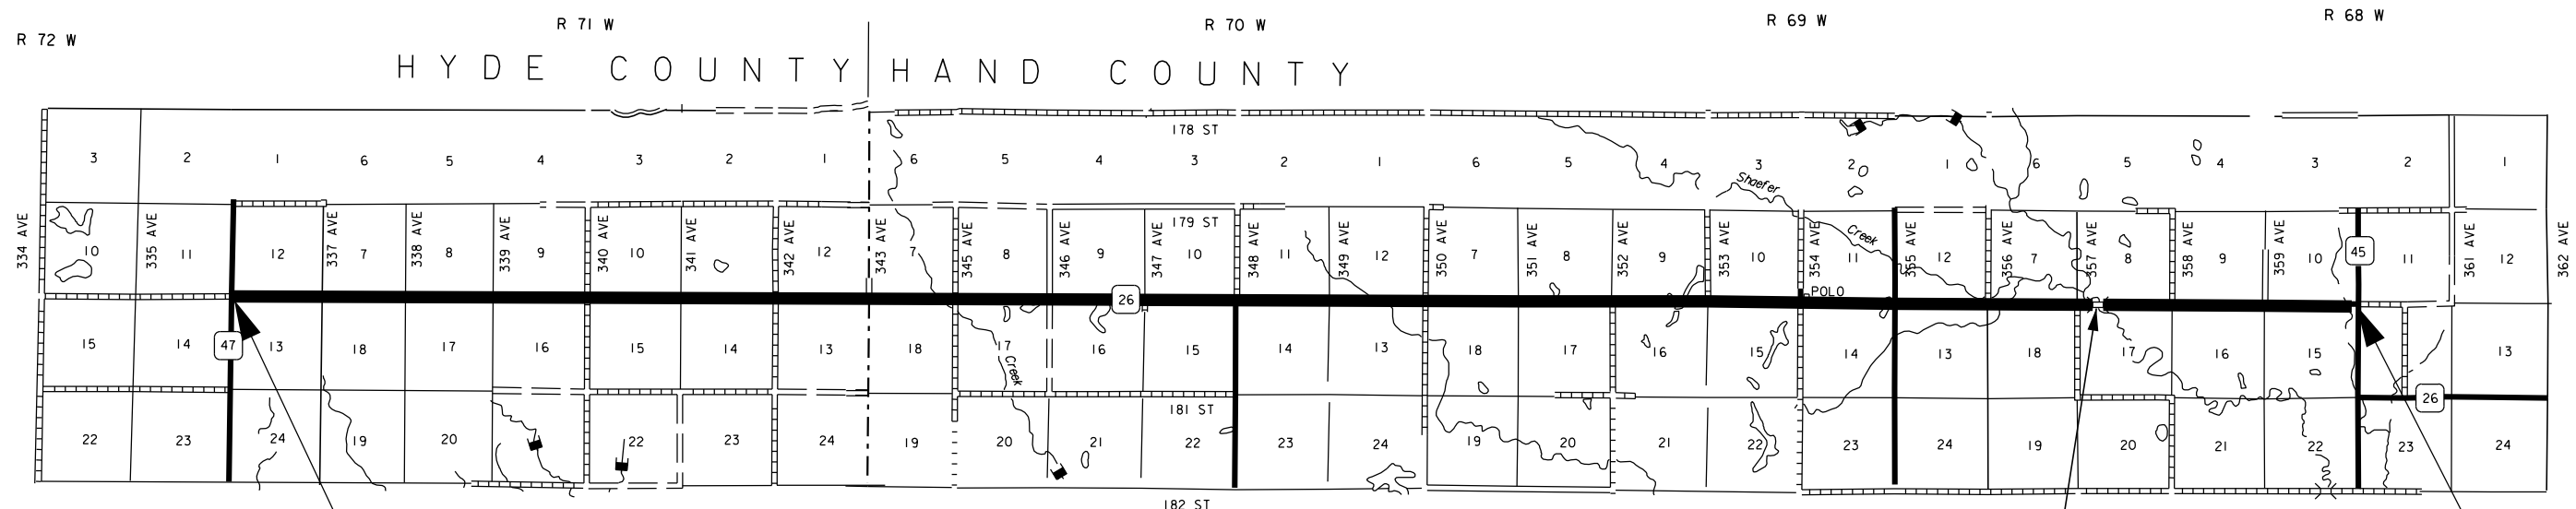 R 72 W R 71 W R 70 W R 69 W R 68 W
HYDE COUNTY HAND COUNTY
178 ST
3 2 1 6 5 4 3 2 1 6 5 4 3 2 1 6 5 4 3 2 1 6 5 4 3 2 1
Shaefer
179 ST
334 AVE 10 335 AVE 11 12 337 AVE 7 338 AVE 8 339 AVE 9 340 AVE 10 341 AVE 342 AVE 12 343 AVE 7 345 AVE 8 346 AVE 9 347 AVE 10 348 AVE 11 349 AVE 12 350 AVE 7 351 AVE 8 352 AVE 9 353 AVE 10 354 AVE 11 Creek 355 AVE 12 356 AVE 7 357 AVE 8 358 AVE 9 359 AVE 10 45 11 361 AVE 12 362 AVE
26 POLO
15 14 47 13 18 17 16 15 14 13 18 17 16 15 14 13 18 17 16 15 14 13 18 17 16 15 13
Creek
181 ST 26
22 23 24 19 20 22 23 24 19 20 21 22 23 24 19 20 21 22 23 24 19 20 21 22 23 24
182 ST